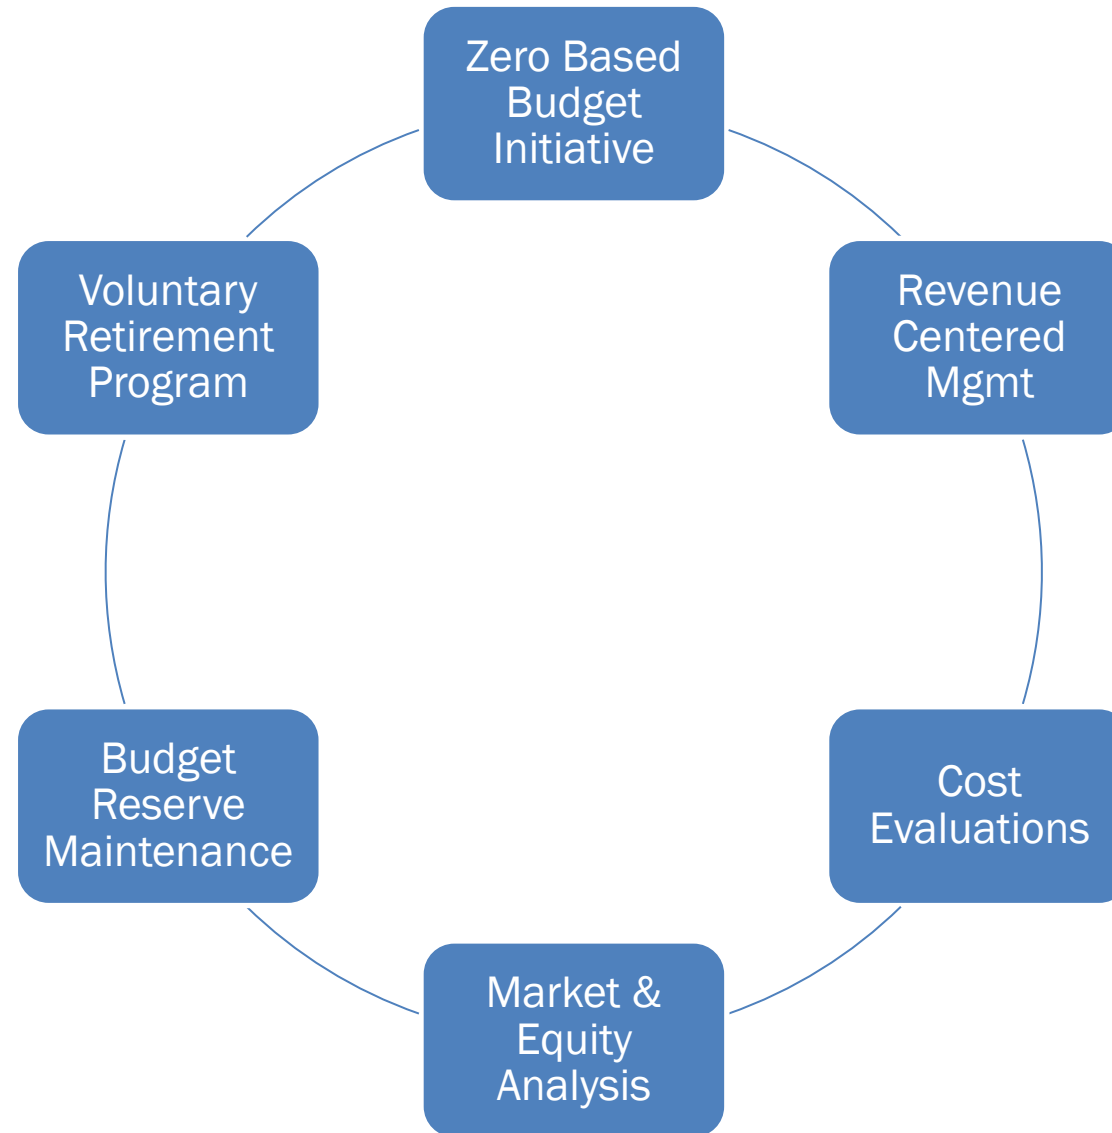 Zero Based
Budget
Initiative
Revenue
Centered
Mgmt
Cost
Evaluations
Market &
Equity
Analysis
Budget
Reserve
Maintenance
Voluntary
Retirement
Program